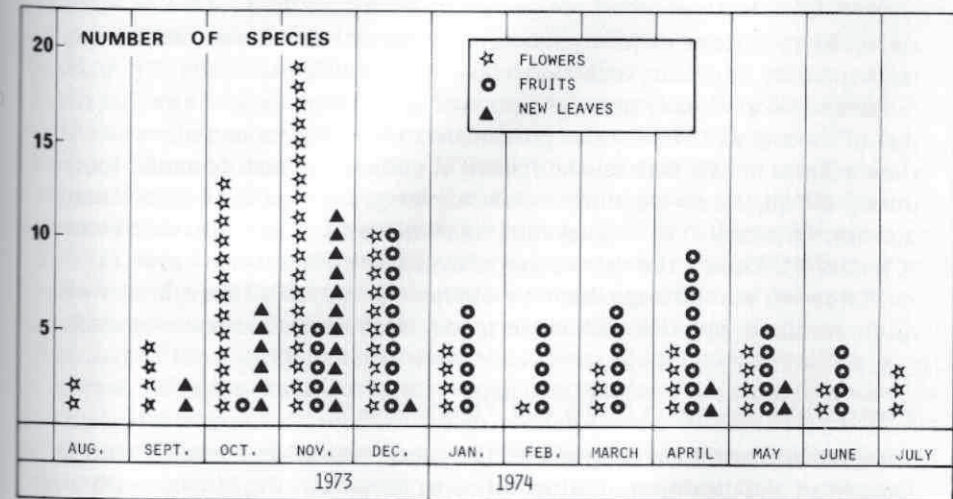 NUMBER OF SPECIES
20
15
10
5
FLOWERS
FRUITS
NEW LEAVES
AUG. SEPT. OCT. NOV. DEC. JAN. FEB. MARCH APRIL MAY JUNE JULY
1973 1974